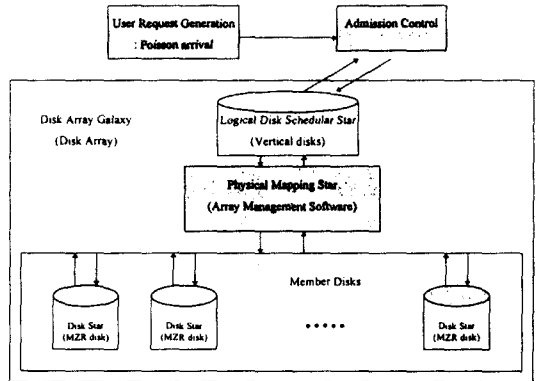 User Request Generation
: Poisson arrival
Admission Control
Disk Array Galaxy
(Disk Array)
Logical Disk Schedular Star
(Vertical disks)
Physical Mapping Star
(Array Management Software)
Member Disks
Disk Star
(MZR disk)
Disk Star
(MZR disk)
.....
Disk Star
(MZR disk)